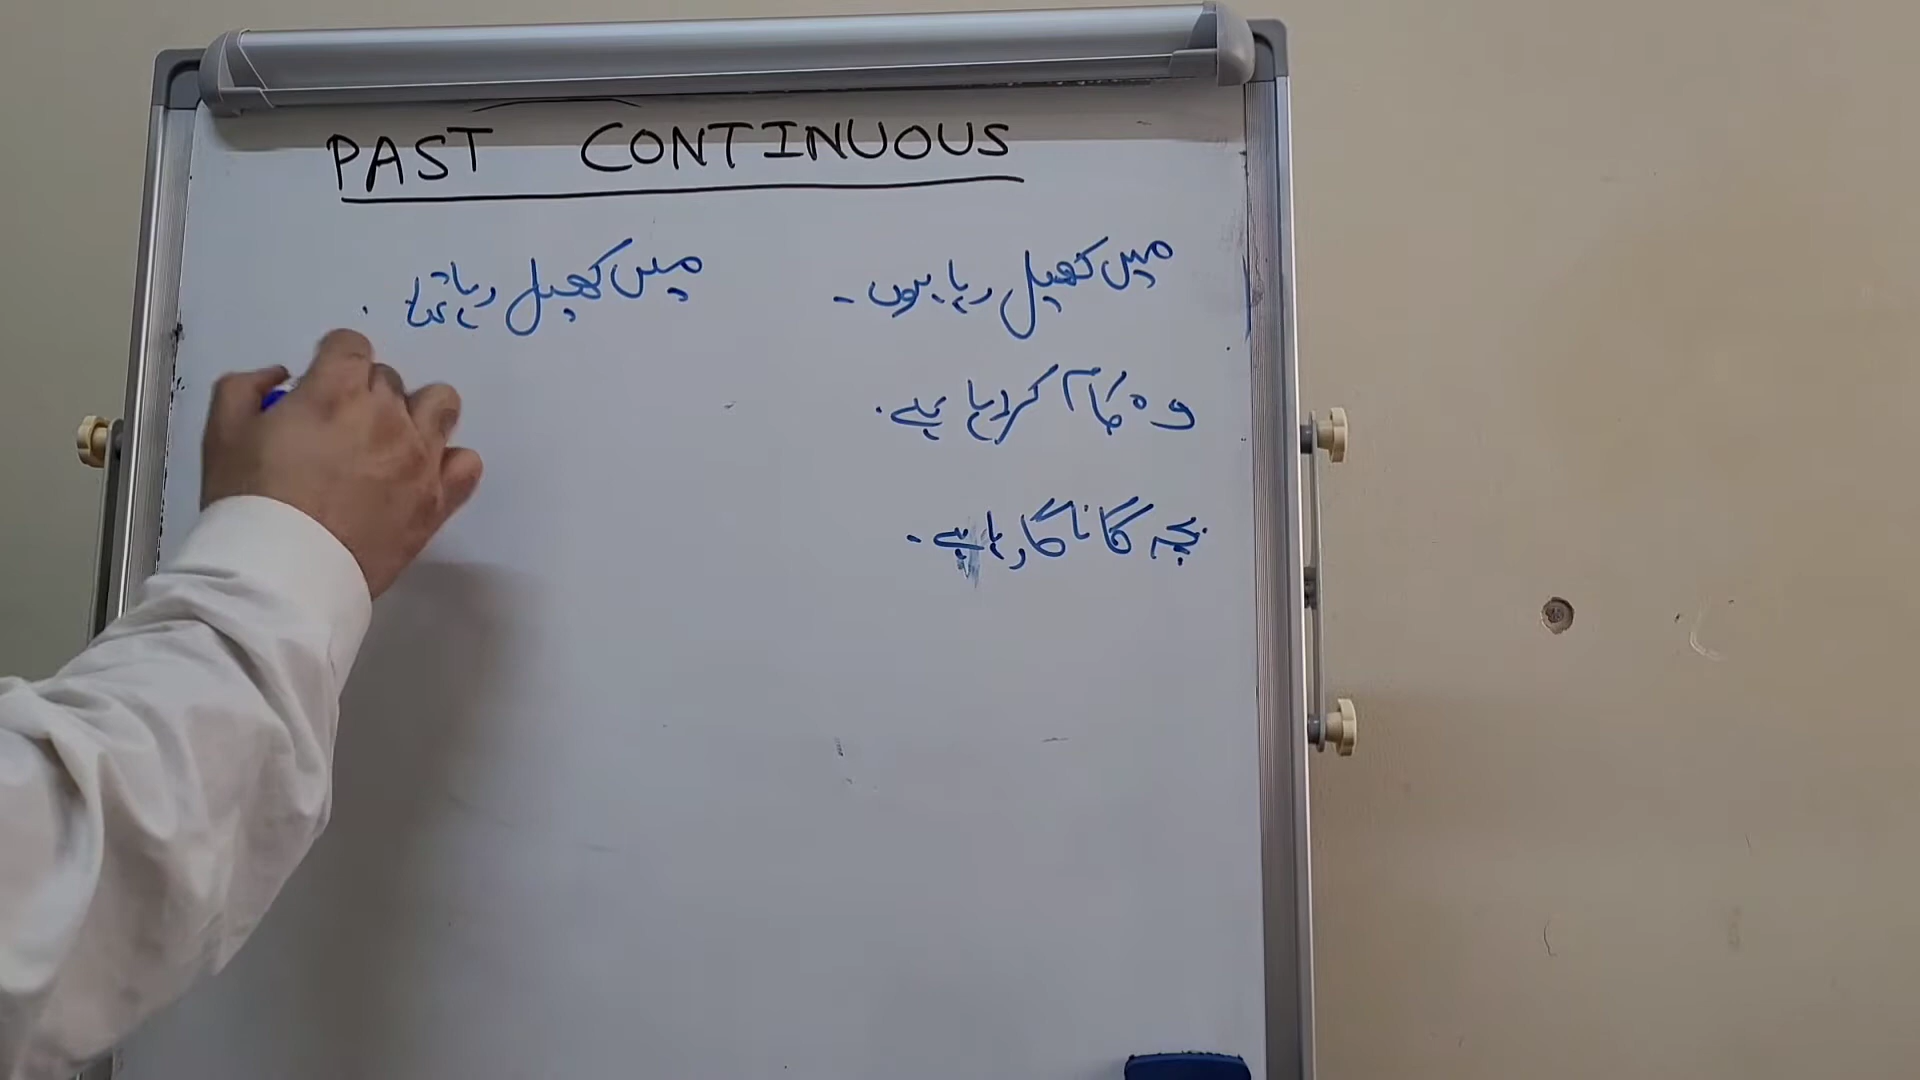 PAST CONTINUOUS
میں کھیل رہا ہوں۔ میں کھیل رہا تھا۔
وہ کام کر رہا ہے۔
بچہ گانا گا رہا ہے۔